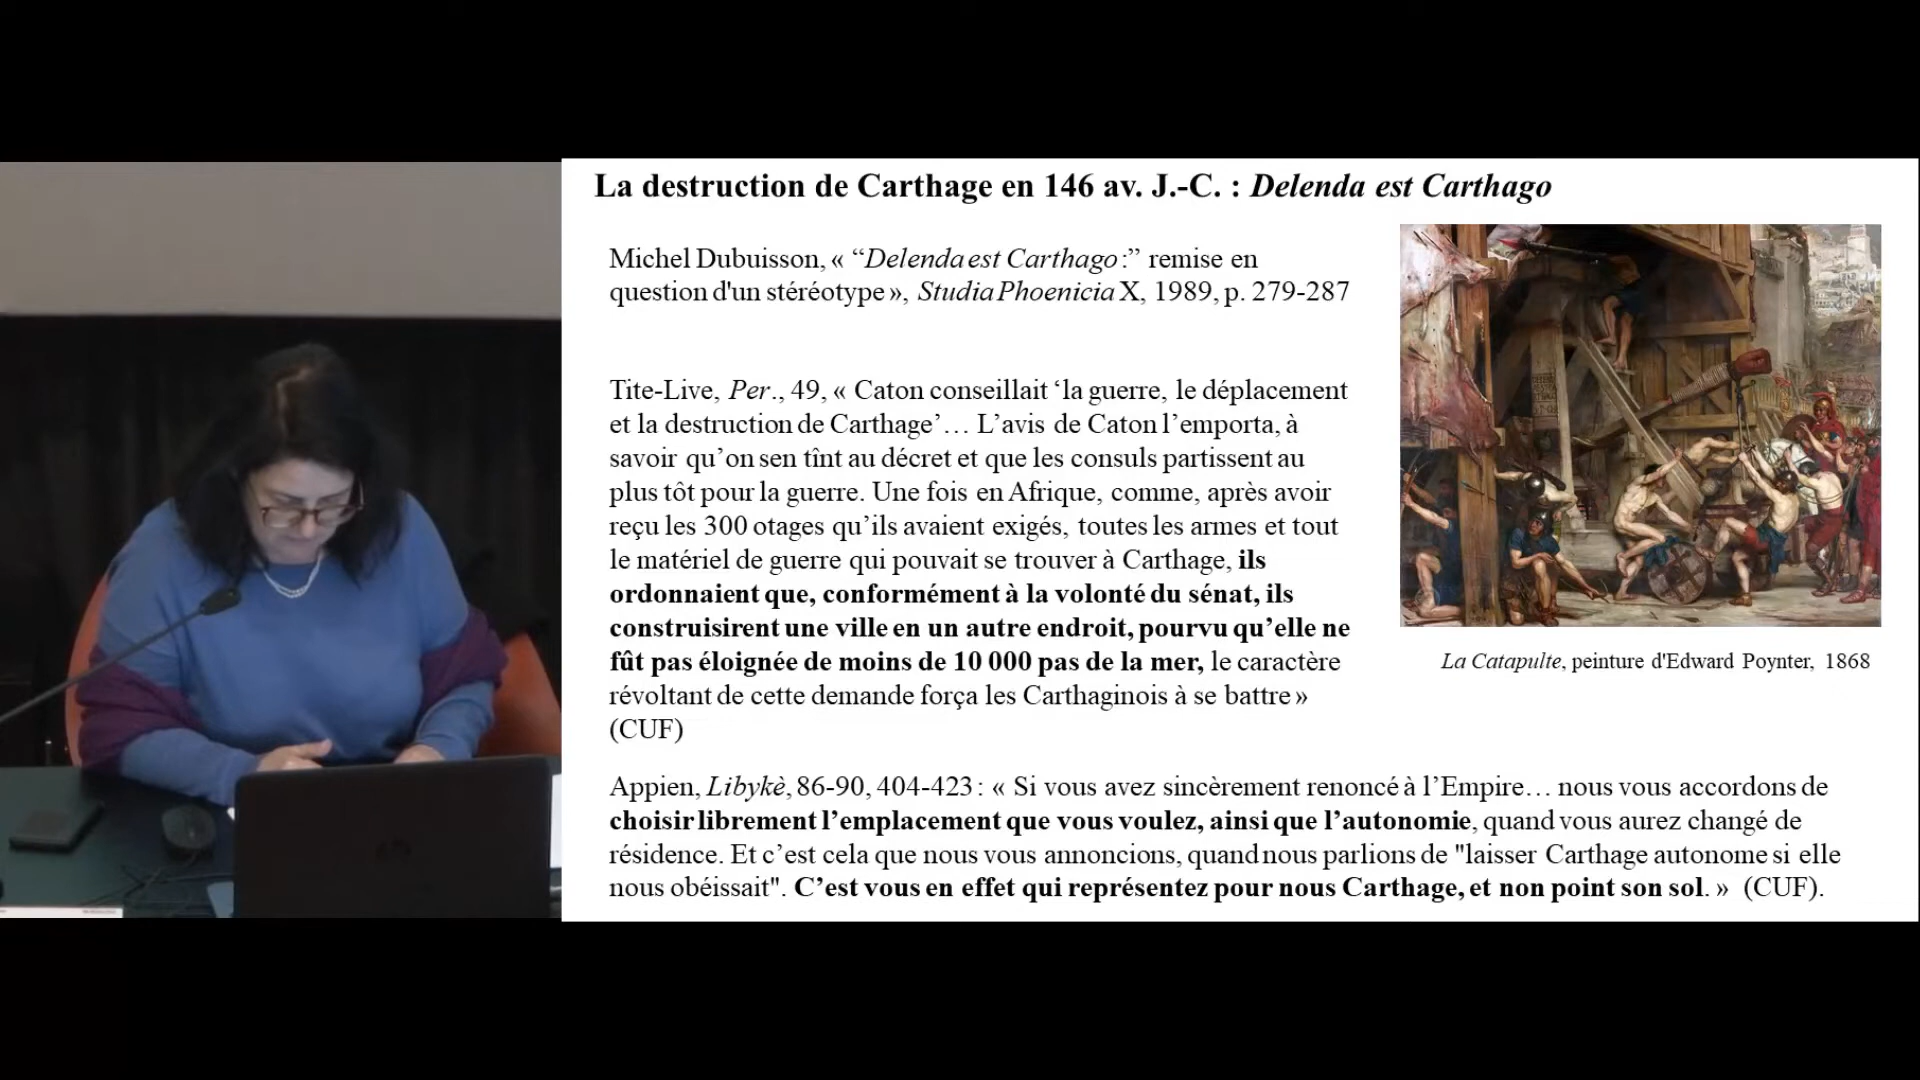 La destruction de Carthage en 146 av. J.-C. : Delenda est Carthago
Michel Dubuisson, « “Delenda est Carthago :” remise en
question d'un stéréotype », Studia Phoenicia X, 1989, p. 279-287
Tite-Live, Per., 49, « Caton conseillait ‘la guerre, le déplacement
et la destruction de Carthage’… L’avis de Caton l’emporta, à
savoir qu’on sen tînt au décret et que les consuls partissent au
plus tôt pour la guerre. Une fois en Afrique, comme, après avoir
reçu les 300 otages qu’ils avaient exigés, toutes les armes et tout
le matériel de guerre qui pouvait se trouver à Carthage, ils
ordonnaient que, conformément à la volonté du sénat, ils
construisirent une ville en un autre endroit, pourvu qu’elle ne
fût pas éloignée de moins de 10 000 pas de la mer, le caractère
révoltant de cette demande força les Carthaginois à se battre »
(CUF)
La Catapulte, peinture d'Edward Poynter, 1868
Appien, Libykè, 86-90, 404-423 : « Si vous avez sincèrement renoncé à l’Empire… nous vous accordons de
choisir librement l’emplacement que vous voulez, ainsi que l’autonomie, quand vous aurez changé de
résidence. Et c’est cela que nous vous annoncions, quand nous parlions de "laisser Carthage autonome si elle
nous obéissait". C’est vous en effet qui représentez pour nous Carthage, et non point son sol. » (CUF).